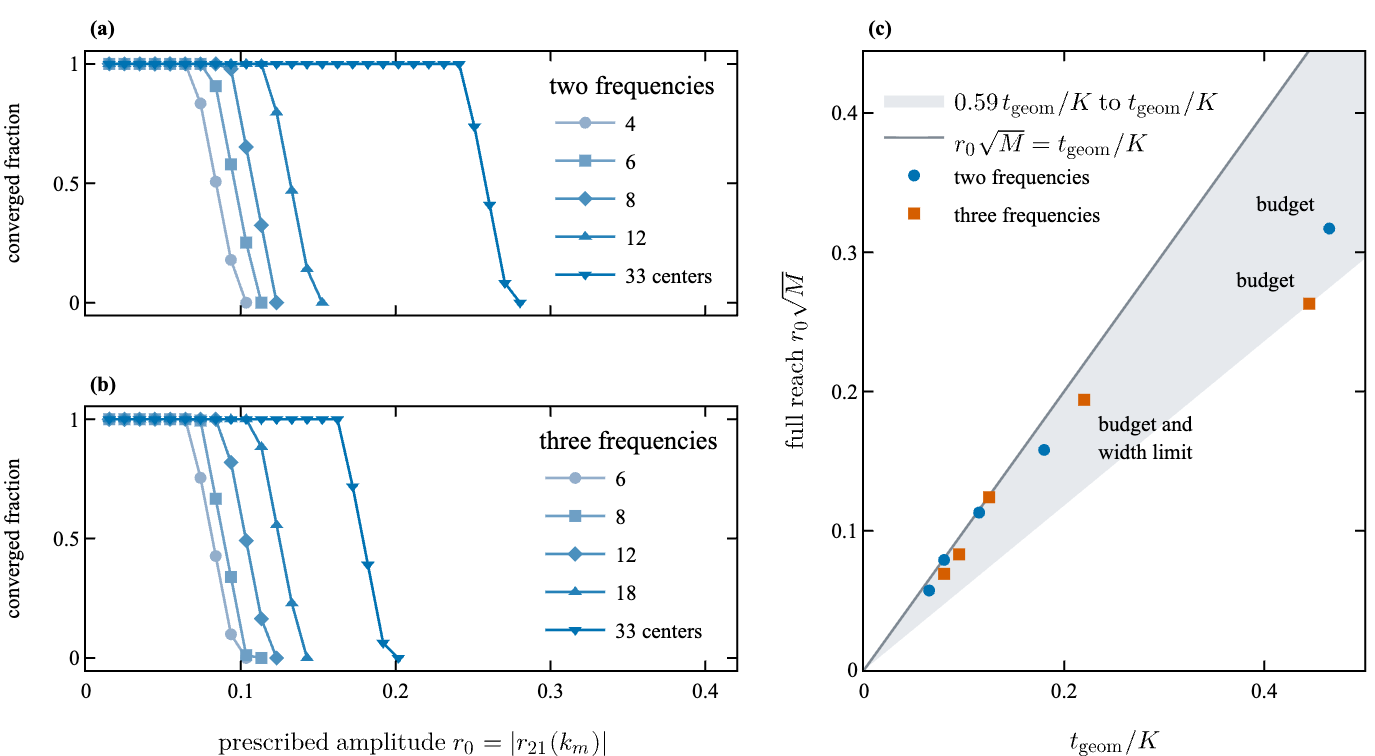 (a)
1
0.5
0
converged fraction
two frequencies
4
6
8
12
33 centers
(b)
1
0.5
0
converged fraction
three frequencies
6
8
12
18
33 centers
0
0.1
0.2
0.3
0.4
prescribed amplitude r₀ = |r₂₁(kₘ)|
(c)
0.4
0.3
0.2
0.1
0
full reach r₀√M
0.59 t_geom/K to t_geom/K
r₀√M = t_geom/K
two frequencies
three frequencies
budget
budget
budget and
width limit
0
0.2
0.4
t_geom/K